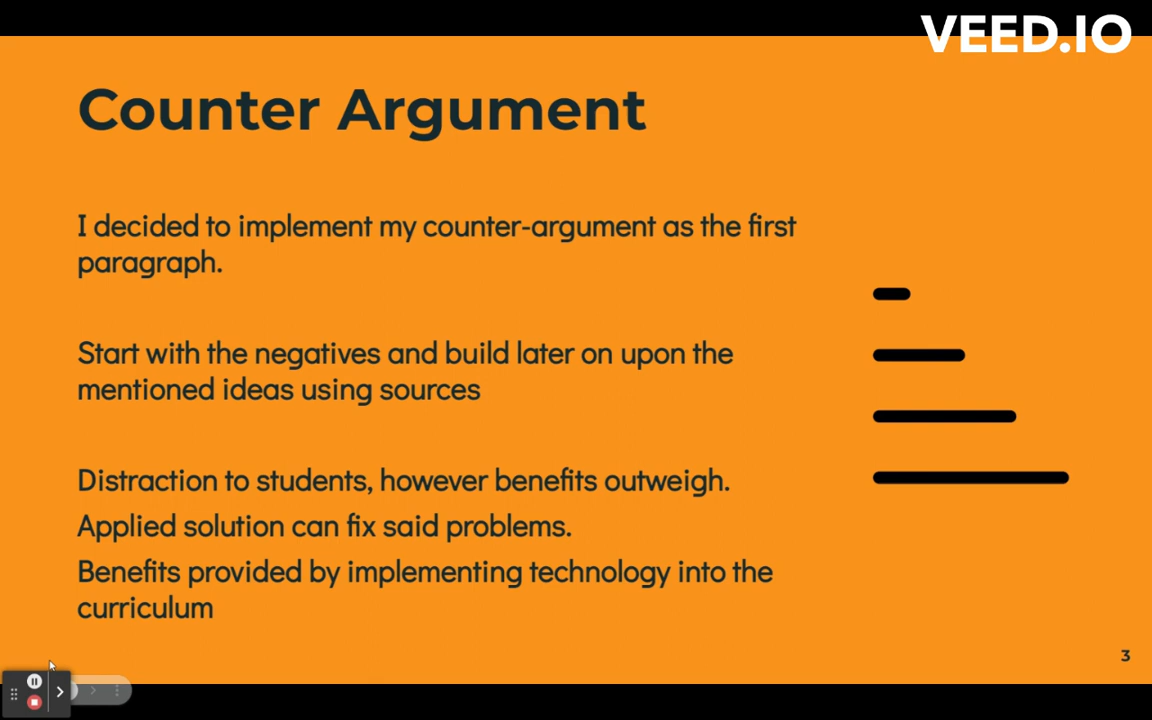 VEED.IO
Counter Argument
I decided to implement my counter-argument as the first
paragraph.
Start with the negatives and build later on upon the
mentioned ideas using sources
Distraction to students, however benefits outweigh.
Applied solution can fix said problems.
Benefits provided by implementing technology into the
curriculum
3